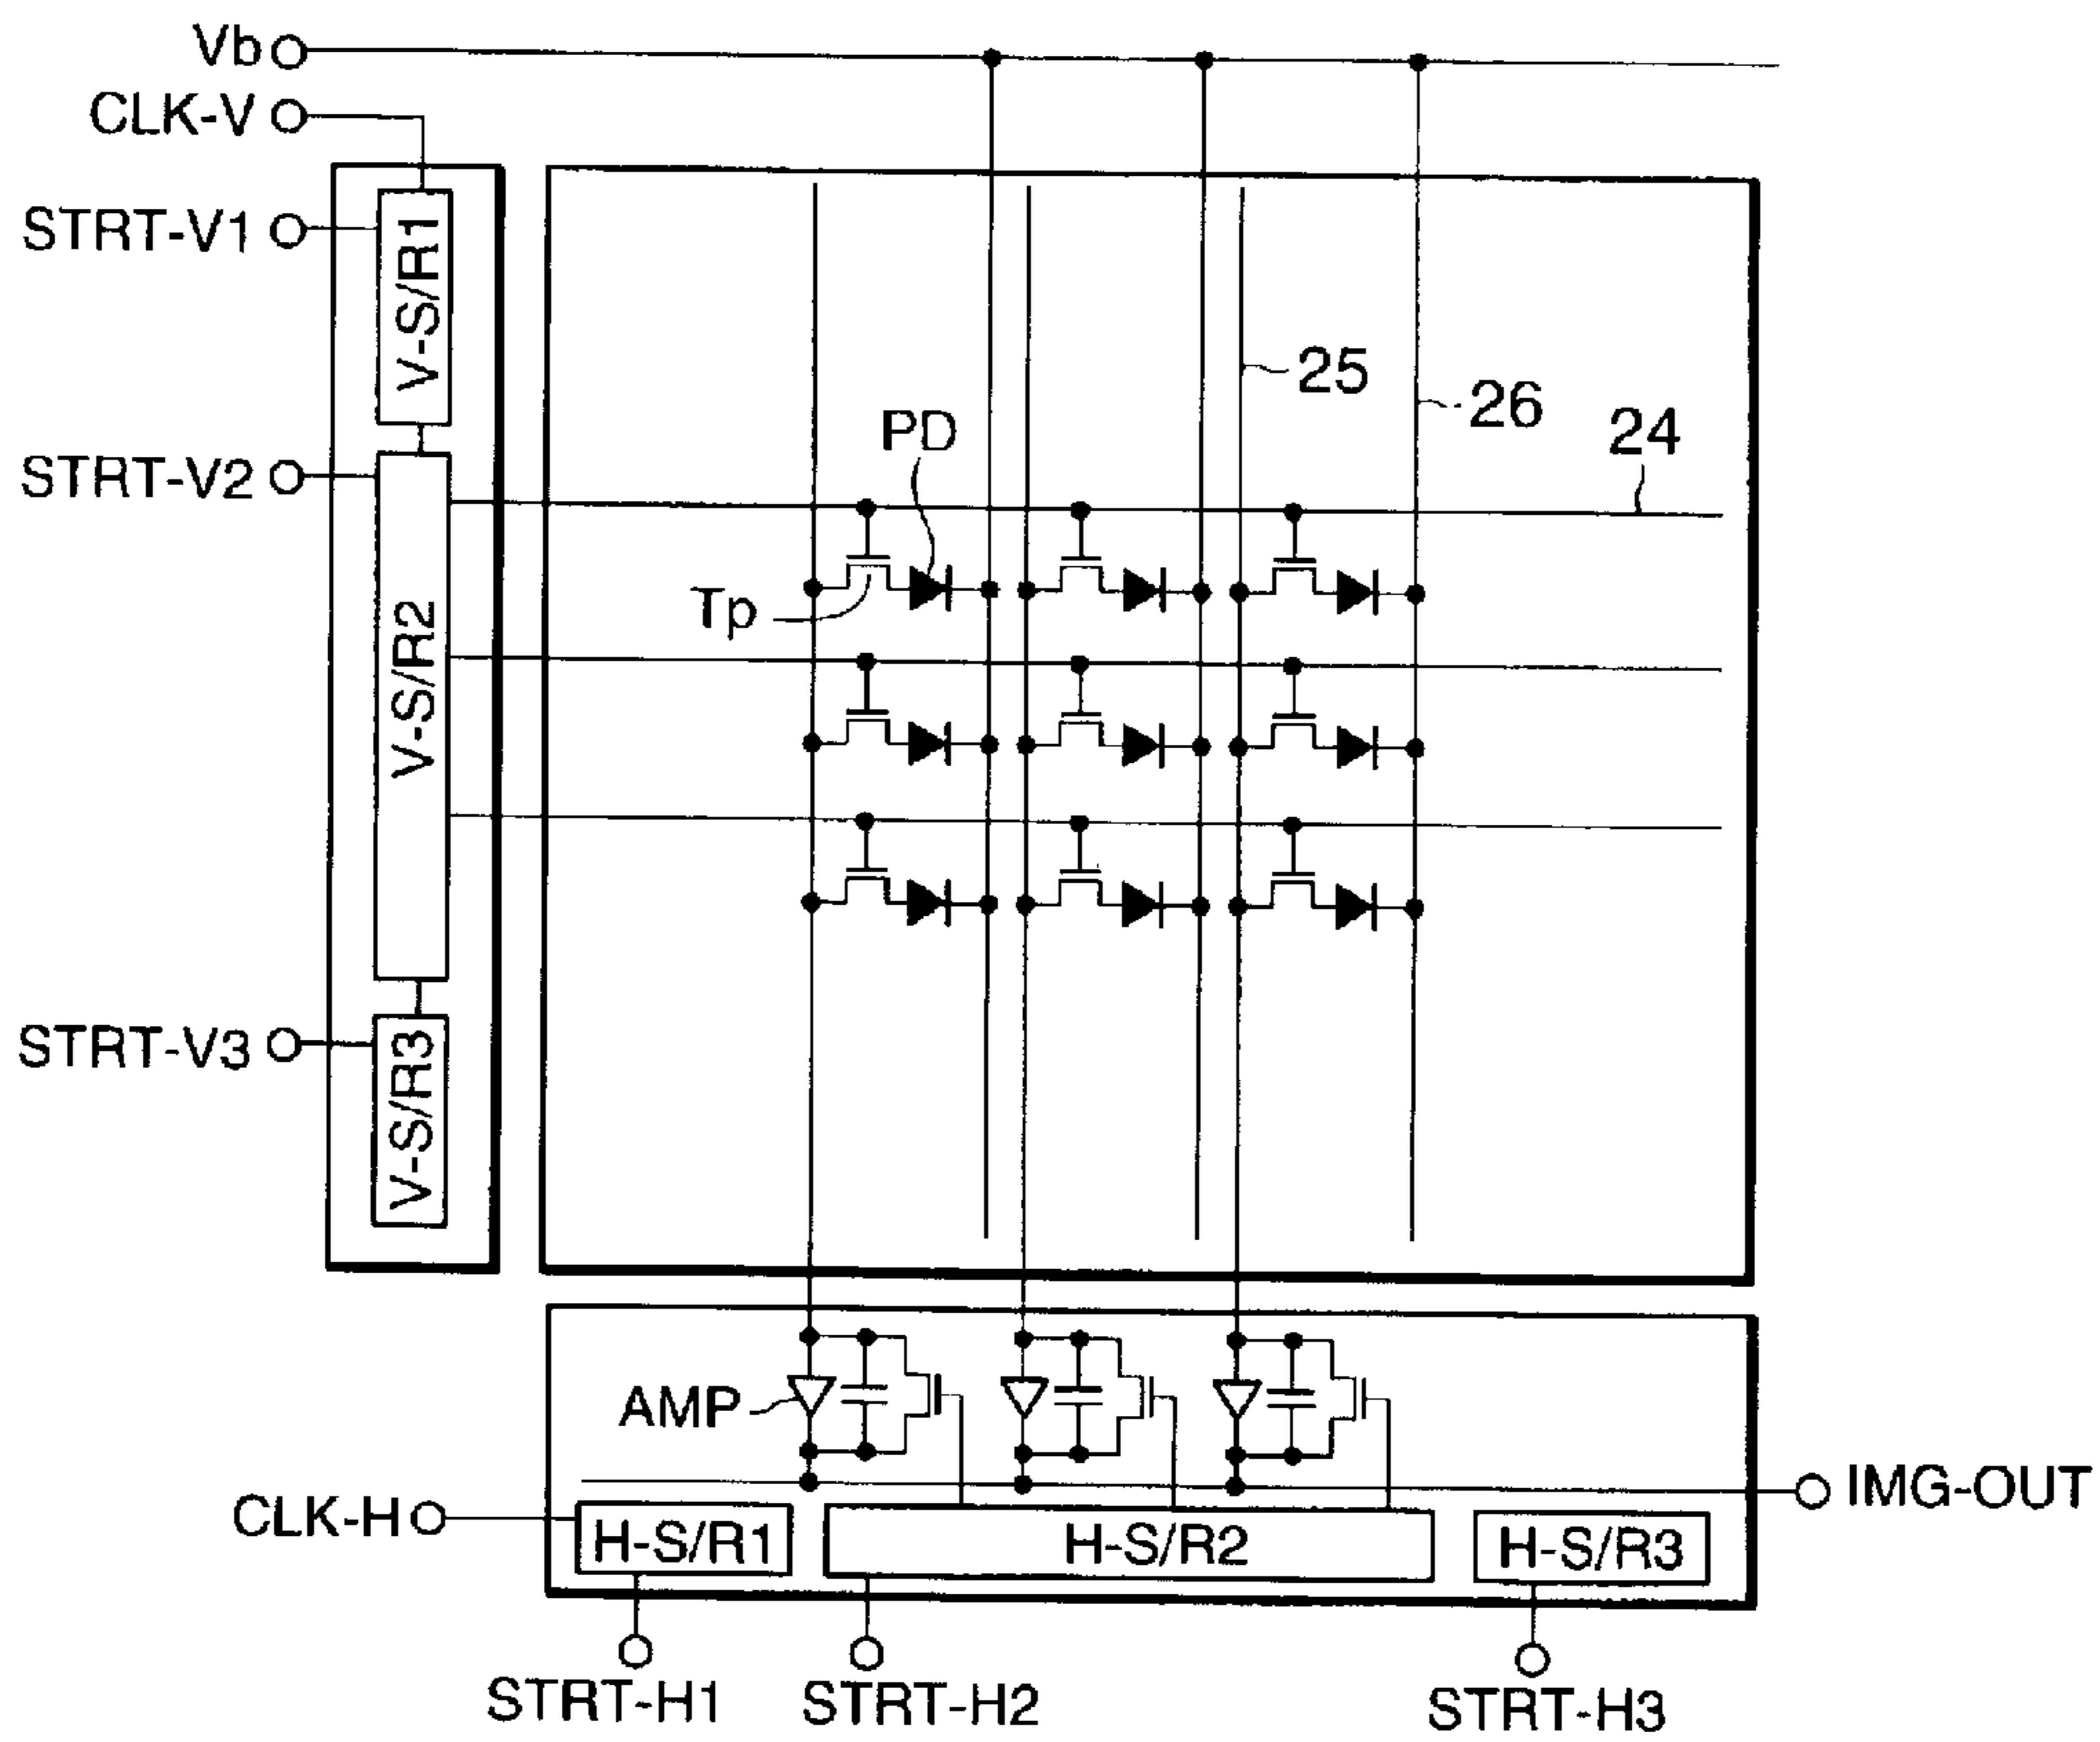 Vb
CLK-V
STRT-V1
V-S/R1
25
26
24
PD
STRT-V2
Tp
V-S/R2
STRT-V3
V-S/R3
AMP
IMG-OUT
CLK-H
H-S/R1
H-S/R2
H-S/R3
STRT-H1
STRT-H2
STRT-H3